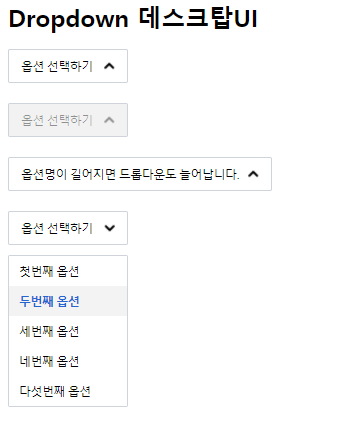 Dropdown 데스크탑UI
옵션 선택하기
옵션 선택하기
옵션명이 길어지면 드롭다운도 늘어납니다.
옵션 선택하기
첫번째 옵션
두번째 옵션
세번째 옵션
네번째 옵션
다섯번째 옵션